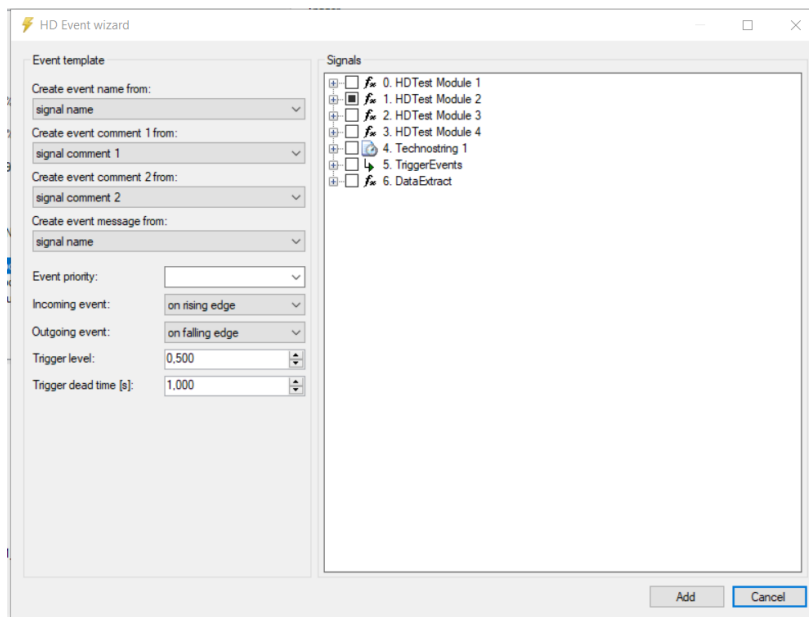 HD Event wizard
Event template
Create event name from:
signal name
Create event comment 1 from:
signal comment 1
Create event comment 2 from:
signal comment 2
Create event message from:
signal name
Event priority:
Incoming event: on rising edge
Outgoing event: on falling edge
Trigger level: 0,500
Trigger dead time [s]: 1,000
Signals
0. HDTest Module 1
1. HDTest Module 2
2. HDTest Module 3
3. HDTest Module 4
4. Technostring 1
5. TriggerEvents
6. DataExtract
Add Cancel